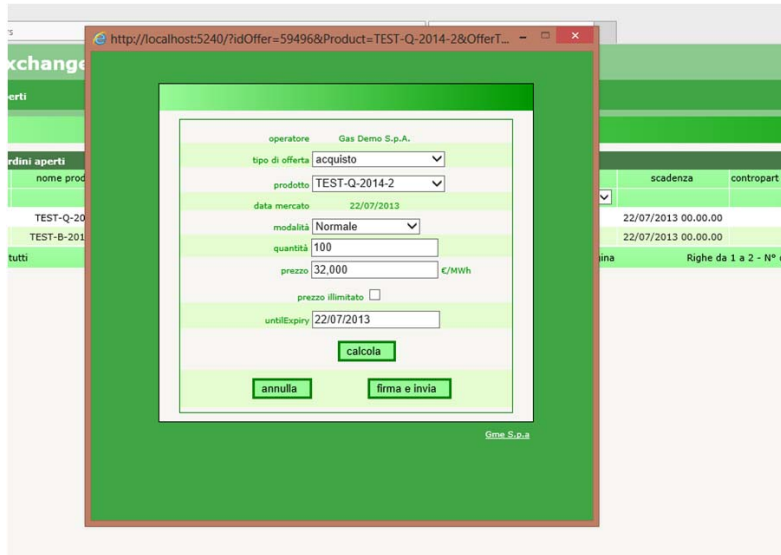 http://localhost:5240/?idOffer=59496&Product=TEST-Q-2014-2&OfferT...
xchange
erti
operatore Gas Demo S.p.A.
tipo di offerta acquisto
prodotto TEST-Q-2014-2
data mercato 22/07/2013
modalità Normale
quantità 100
prezzo 32,000 €/MWh
prezzo illimitato
untilExpiry 22/07/2013
calcola
annulla firma e invia
Gme S.p.a
rdini aperti
nome prod scadenza contropart
TEST-Q-20 22/07/2013 00.00.00
TEST-B-201 22/07/2013 00.00.00
tutti ina Righe da 1 a 2 - N°